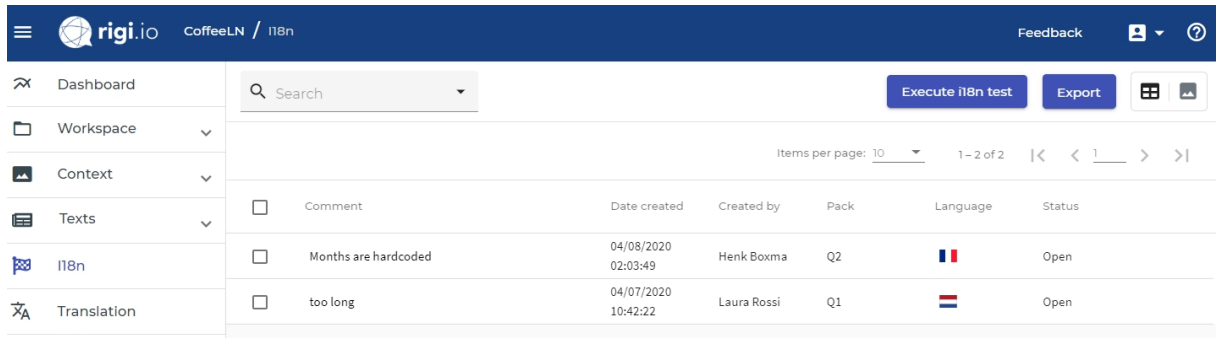 rigi.io CoffeeLN / I18n Feedback
Dashboard
Search
Execute i18n test
Export
Workspace
Items per page: 10 1 – 2 of 2 1
Context
Texts
Comment Date created Created by Pack Language Status
I18n
Months are hardcoded 04/08/2020 02:03:49 Henk Boxma Q2 Open
Translation
too long 04/07/2020 10:42:22 Laura Rossi Q1 Open